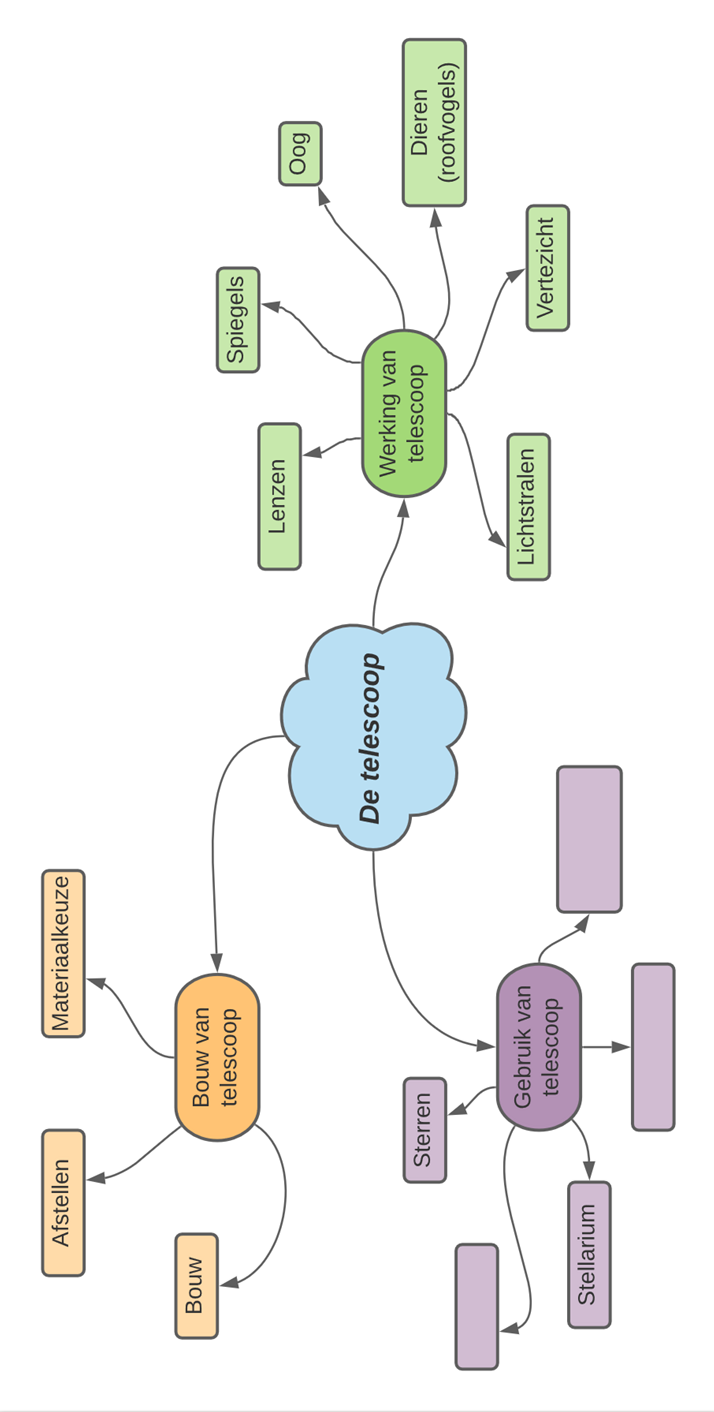 De telescoop
Werking van
telescoop
Lenzen
Spiegels
Oog
Dieren
(roofvogels)
Vertezicht
Lichtstralen
Bouw van
telescoop
Materiaalkeuze
Afstellen
Bouw
Gebruik van
telescoop
Sterren
Stellarium